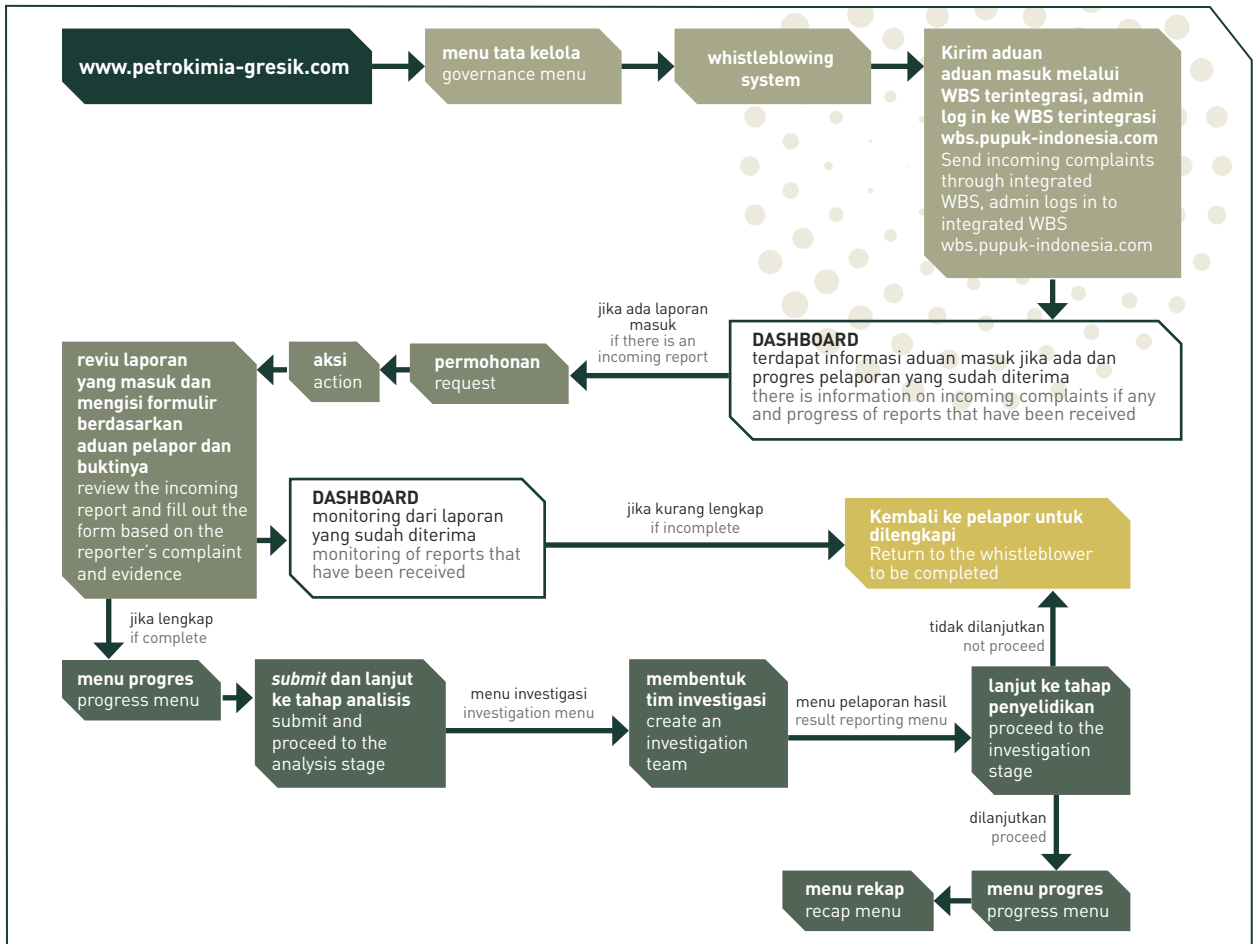 www.petrokimia-gresik.com
menu tata kelola
governance menu
whistleblowing
system
Kirim aduan
aduan masuk melalui
WBS terintegrasi, admin
log in ke WBS terintegrasi
wbs.pupuk-indonesia.com
Send incoming complaints
through integrated
WBS, admin logs in to
integrated WBS
wbs.pupuk-indonesia.com
DASHBOARD
terdapat informasi aduan masuk jika ada dan
progres pelaporan yang sudah diterima
there is information on incoming complaints if any
and progress of reports that have been received
jika ada laporan
masuk
if there is an
incoming report
permohonan
request
aksi
action
reviu laporan
yang masuk dan
mengisi formulir
berdasarkan
aduan pelapor dan
buktinya
review the incoming
report and fill out the
form based on the
reporter's complaint
and evidence
DASHBOARD
monitoring dari laporan
yang sudah diterima
monitoring of reports that
have been received
jika kurang lengkap
if incomplete
Kembali ke pelapor untuk
dilengkapi
Return to the whistleblower
to be completed
jika lengkap
if complete
menu progres
progress menu
submit dan lanjut
ke tahap analisis
submit and
proceed to the
analysis stage
menu investigasi
investigation menu
membentuk
tim investigasi
create an
investigation
team
menu pelaporan hasil
result reporting menu
lanjut ke tahap
penyelidikan
proceed to the
investigation
stage
tidak dilanjutkan
not proceed
dilanjutkan
proceed
menu progres
progress menu
menu rekap
recap menu